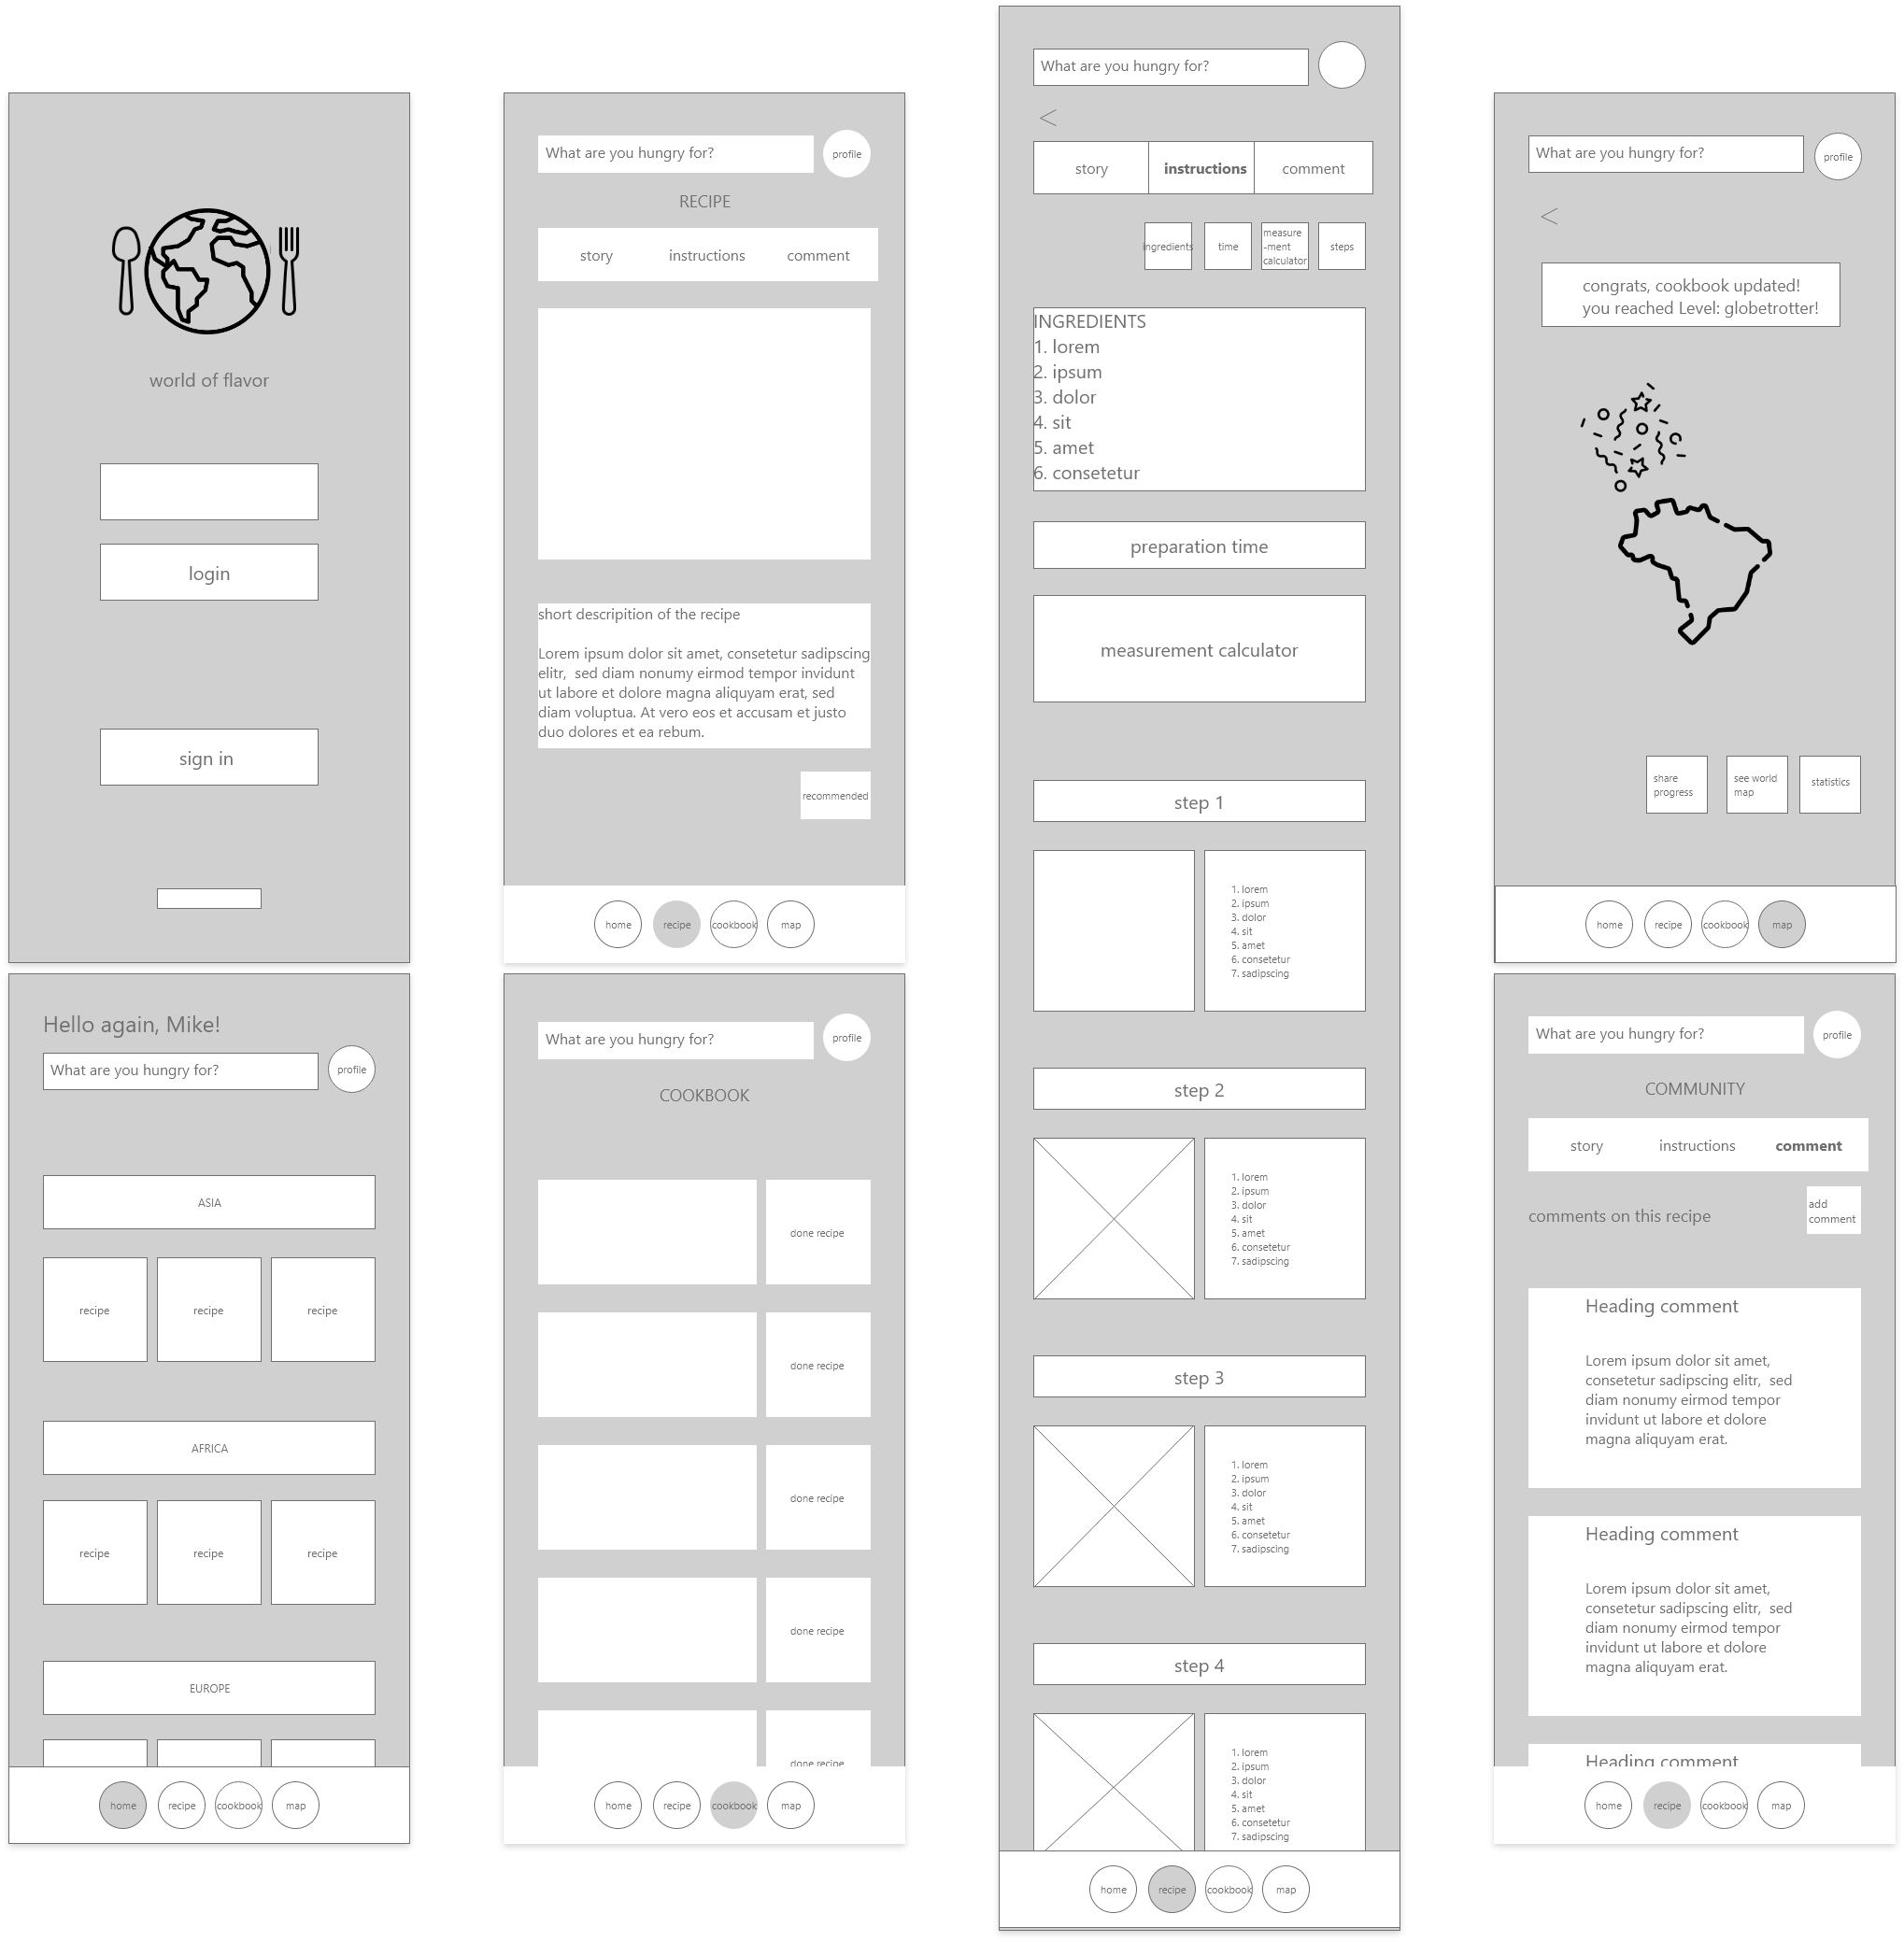 world of flavor
login
sign in
Hello again, Mike!
What are you hungry for?
profile
ASIA
recipe recipe recipe
AFRICA
recipe recipe recipe
EUROPE
home recipe cookbook map
What are you hungry for?
profile
RECIPE
story instructions comment
short descripition of the recipe
Lorem ipsum dolor sit amet, consetetur sadipscing
elitr, sed diam nonumy eirmod tempor invidunt
ut labore et dolore magna aliquyam erat, sed
diam voluptua. At vero eos et accusam et justo
duo dolores et ea rebum.
recommended
home recipe cookbook map
What are you hungry for?
profile
COOKBOOK
done recipe
done recipe
done recipe
done recipe
done recipe
home recipe cookbook map
What are you hungry for?
<
story instructions comment
ingredients
time
measure
-ment
calculator
steps
INGREDIENTS
1. lorem
2. ipsum
3. dolor
4. sit
5. amet
6. consetetur
preparation time
measurement calculator
step 1
1. lorem
2. ipsum
3. dolor
4. sit
5. amet
6. consetetur
7. sadipscing
step 2
1. lorem
2. ipsum
3. dolor
4. sit
5. amet
6. consetetur
7. sadipscing
step 3
1. lorem
2. ipsum
3. dolor
4. sit
5. amet
6. consetetur
7. sadipscing
step 4
1. lorem
2. ipsum
3. dolor
4. sit
5. amet
6. consetetur
7. sadipscing
home recipe cookbook map
What are you hungry for?
profile
<
congrats, cookbook updated!
you reached Level: globetrotter!
share
progress
see world
map
statistics
home recipe cookbook map
What are you hungry for?
profile
COMMUNITY
story instructions comment
comments on this recipe
add
comment
Heading comment
Lorem ipsum dolor sit amet,
consetetur sadipscing elitr, sed
diam nonumy eirmod tempor
invidunt ut labore et dolore
magna aliquyam erat.
Heading comment
Lorem ipsum dolor sit amet,
consetetur sadipscing elitr, sed
diam nonumy eirmod tempor
invidunt ut labore et dolore
magna aliquyam erat.
Heading comment
home recipe cookbook map